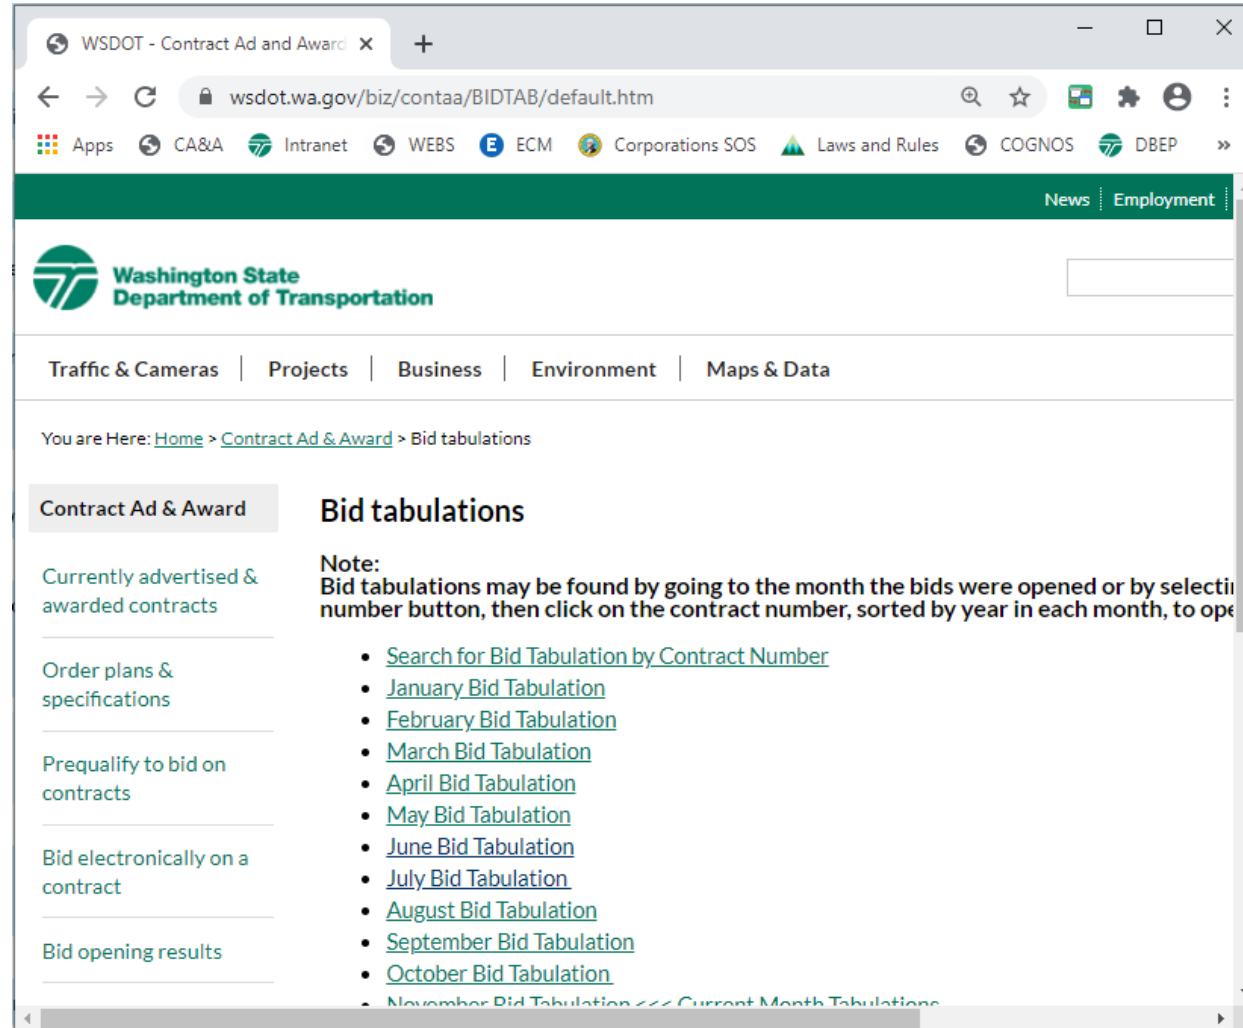 WSDOT - Contract Ad and Award
wsdot.wa.gov/biz/contaa/BIDTAB/default.htm
Apps CA&A Intranet WEBS E ECM Corporations SOS Laws and Rules COGNOS DBEP »
News Employment
Washington State
Department of Transportation
Traffic & Cameras Projects Business Environment Maps & Data
You are Here: Home > Contract Ad & Award > Bid tabulations
Contract Ad & Award
Currently advertised &
awarded contracts
Order plans &
specifications
Prequalify to bid on
contracts
Bid electronically on a
contract
Bid opening results
Bid tabulations
Note:
Bid tabulations may be found by going to the month the bids were opened or by
number button, then click on the contract number, sorted by year in each month, to
• Search for Bid Tabulation by Contract Number
• January Bid Tabulation
• February Bid Tabulation
• March Bid Tabulation
• April Bid Tabulation
• May Bid Tabulation
• June Bid Tabulation
• July Bid Tabulation
• August Bid Tabulation
• September Bid Tabulation
• October Bid Tabulation
• November Bid Tabulation <<< Current Month Tabulations